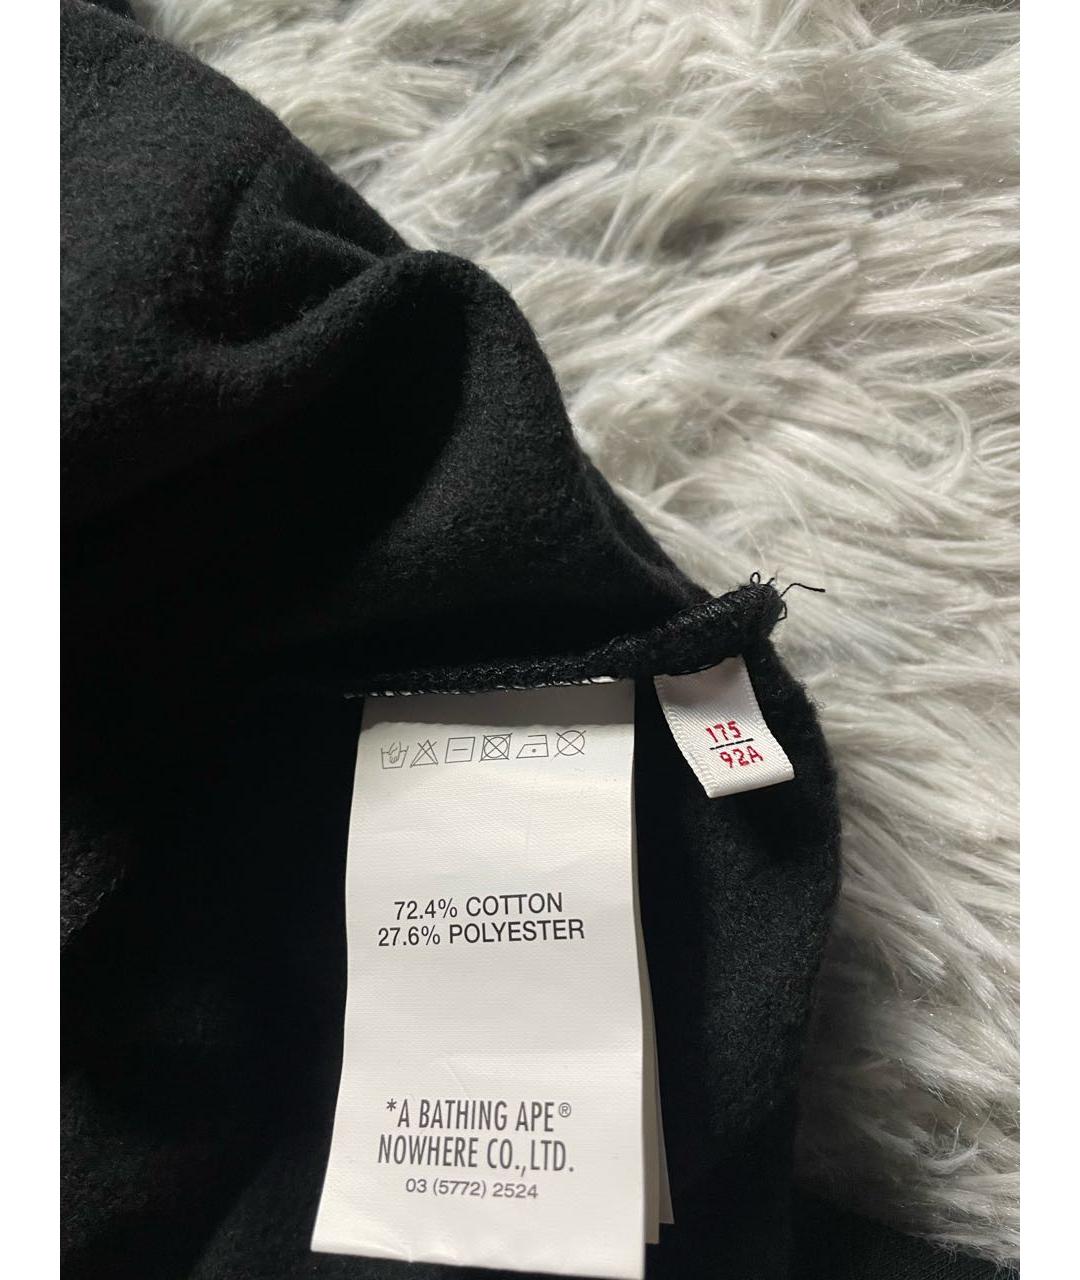 175
92A
72.4% COTTON
27.6% POLYESTER
*A BATHING APE®
NOWHERE CO.,LTD.
03 (5772) 2524